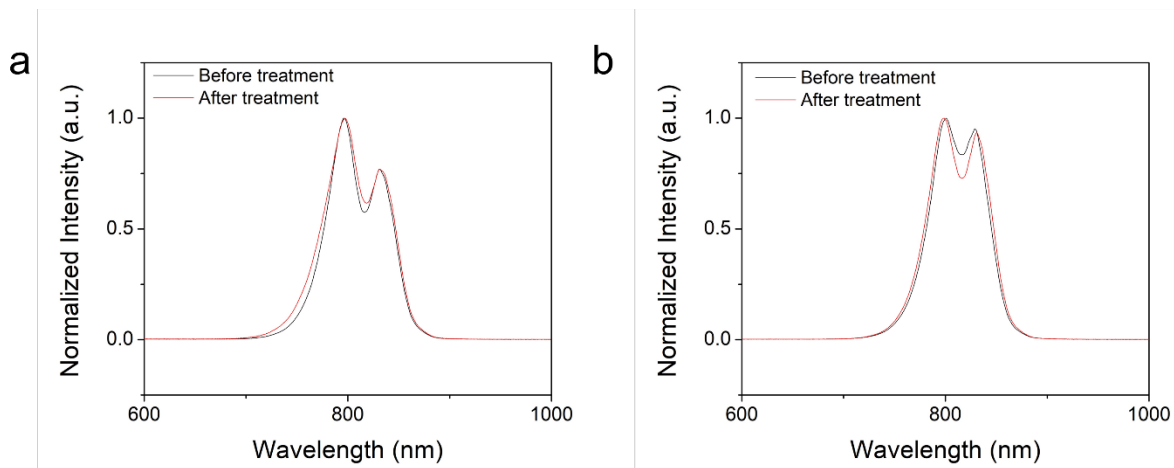 a
Before treatment
After treatment
Normalized Intensity (a.u.)
1.0
0.5
0.0
600
800
1000
Wavelength (nm)
b
Before treatment
After treatment
Normalized Intensity (a.u.)
1.0
0.5
0.0
600
800
1000
Wavelength (nm)